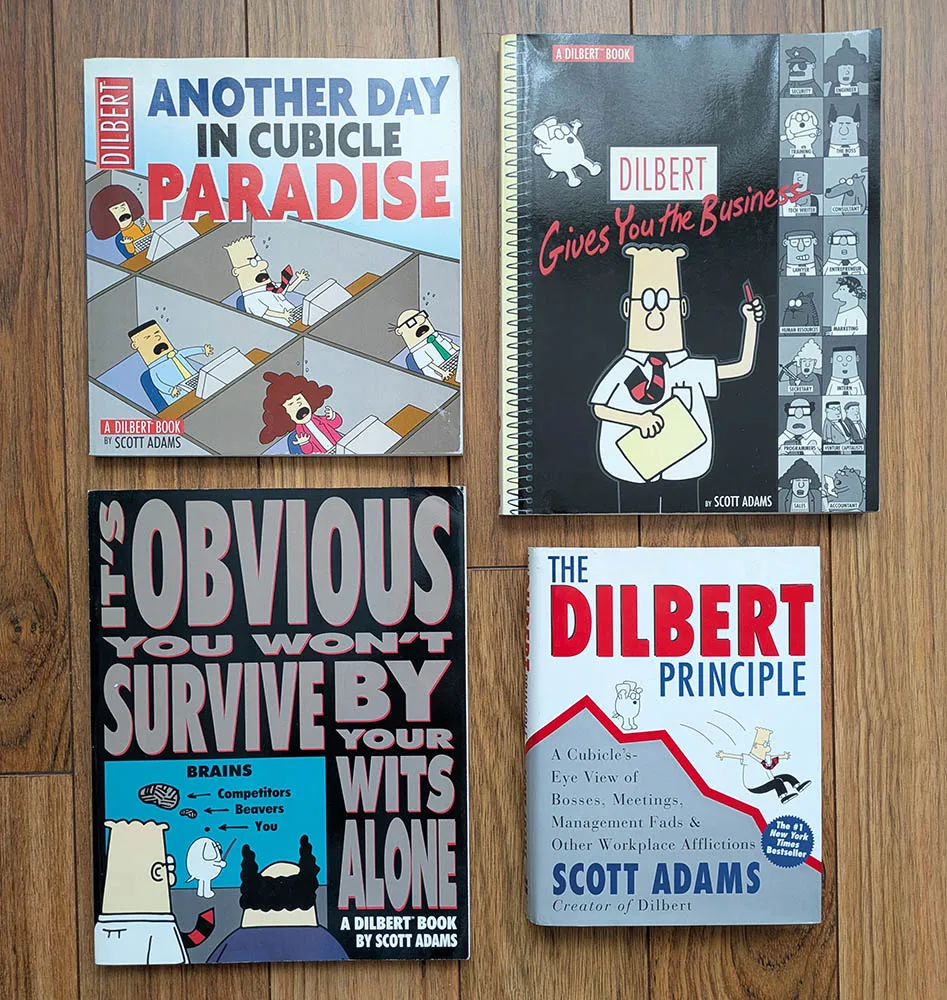 DILBERT
ANOTHER DAY
IN CUBICLE
PARADISE
A DILBERT™ BOOK
BY SCOTT ADAMS
A DILBERT™ BOOK
DILBERT
Gives You the Business
SECURITY
ENGINEER
TRAINING
THE BOSS
TECH WRITER
CONSULTANT
LAWYER
ENTREPRENEUR
HUMAN RESOURCES
MARKETING
SECRETARY
INTERN
PROGRAMMERS
VENTURE CAPITALISTS
SALES
ACCOUNTANT
BY SCOTT ADAMS
IT'S
OBVIOUS
YOU WON'T
SURVIVE BY
YOUR
WITS
ALONE
BRAINS
Competitors
Beavers
You
A DILBERT™ BOOK
BY SCOTT ADAMS
THE
DILBERT
PRINCIPLE
A Cubicle's-
Eye View of
Bosses, Meetings,
Management Fads &
Other Workplace Afflictions
The #1
New York
Times
Bestseller
SCOTT ADAMS
Creator of Dilbert